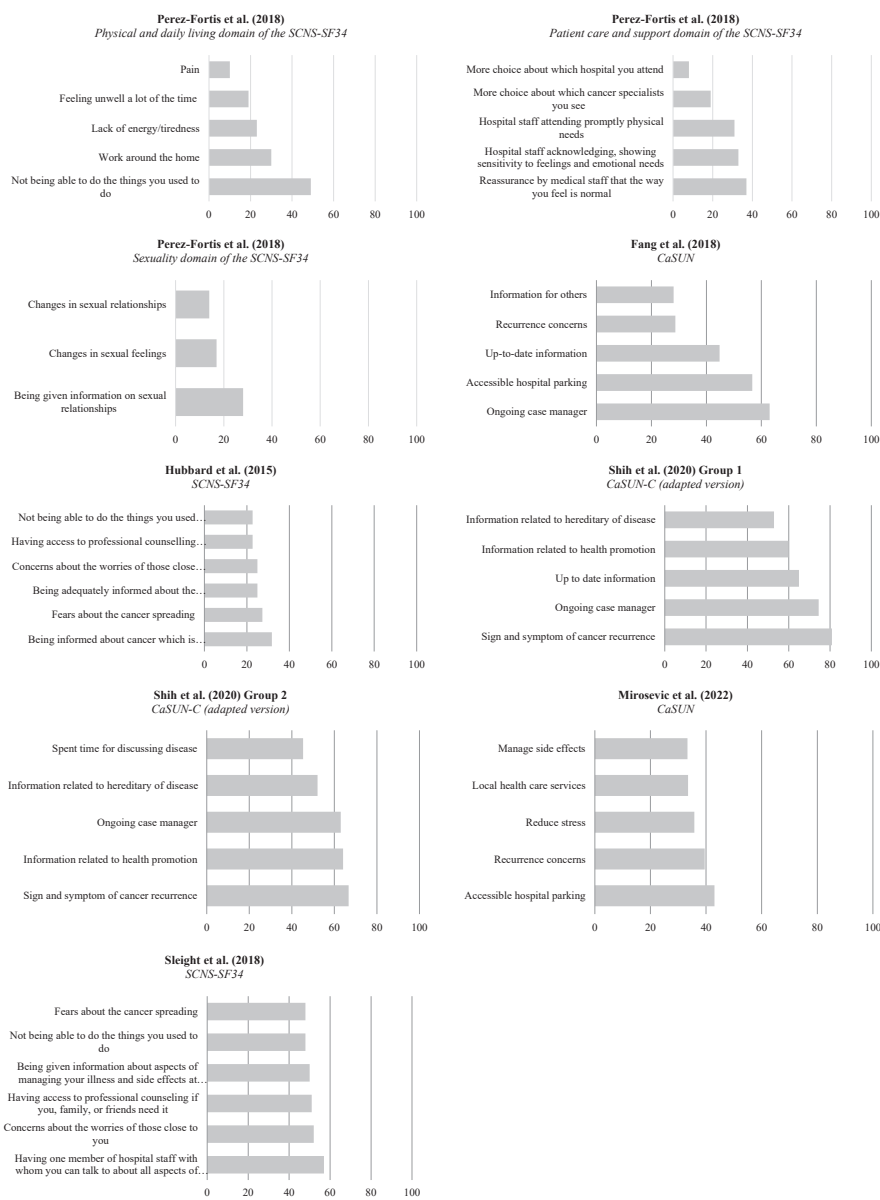 Perez-Fortis et al. (2018)
Physical and daily living domain of the SCNS-SF34
Pain
Feeling unwell a lot of the time
Lack of energy/tiredness
Work around the home
Not being able to do the things you used to
do
0 20 40 60 80 100
Perez-Fortis et al. (2018)
Patient care and support domain of the SCNS-SF34
More choice about which hospital you attend
More choice about which cancer specialists
you see
Hospital staff attending promptly physical
needs
Hospital staff acknowledging, showing
sensitivity to feelings and emotional needs
Reassurance by medical staff that the way
you feel is normal
0 20 40 60 80 100
Perez-Fortis et al. (2018)
Sexuality domain of the SCNS-SF34
Changes in sexual relationships
Changes in sexual feelings
Being given information on sexual
relationships
0 20 40 60 80 100
Fang et al. (2018)
CaSUN
Information for others
Recurrence concerns
Up-to-date information
Accessible hospital parking
Ongoing case manager
0 20 40 60 80 100
Hubbard et al. (2015)
SCNS-SF34
Not being able to do the things you used…
Having access to professional counselling…
Concerns about the worries of those close…
Being adequately informed about the…
Fears about the cancer spreading
Being informed about cancer which is…
0 20 40 60 80 100
Shih et al. (2020) Group 1
CaSUN-C (adapted version)
Information related to hereditary of disease
Information related to health promotion
Up to date information
Ongoing case manager
Sign and symptom of cancer recurrence
0 20 40 60 80 100
Shih et al. (2020) Group 2
CaSUN-C (adapted version)
Spent time for discussing disease
Information related to hereditary of disease
Ongoing case manager
Information related to health promotion
Sign and symptom of cancer recurrence
0 20 40 60 80 100
Mirosevic et al. (2022)
CaSUN
Manage side effects
Local health care services
Reduce stress
Recurrence concerns
Accessible hospital parking
0 20 40 60 80 100
Sleight et al. (2018)
SCNS-SF34
Fears about the cancer spreading
Not being able to do the things you used to
do
Being given information about aspects of
managing your illness and side effects at…
Having access to professional counseling if
you, family, or friends need it
Concerns about the worries of those close to
you
Having one member of hospital staff with
whom you can talk to about all aspects of…
0 20 40 60 80 100